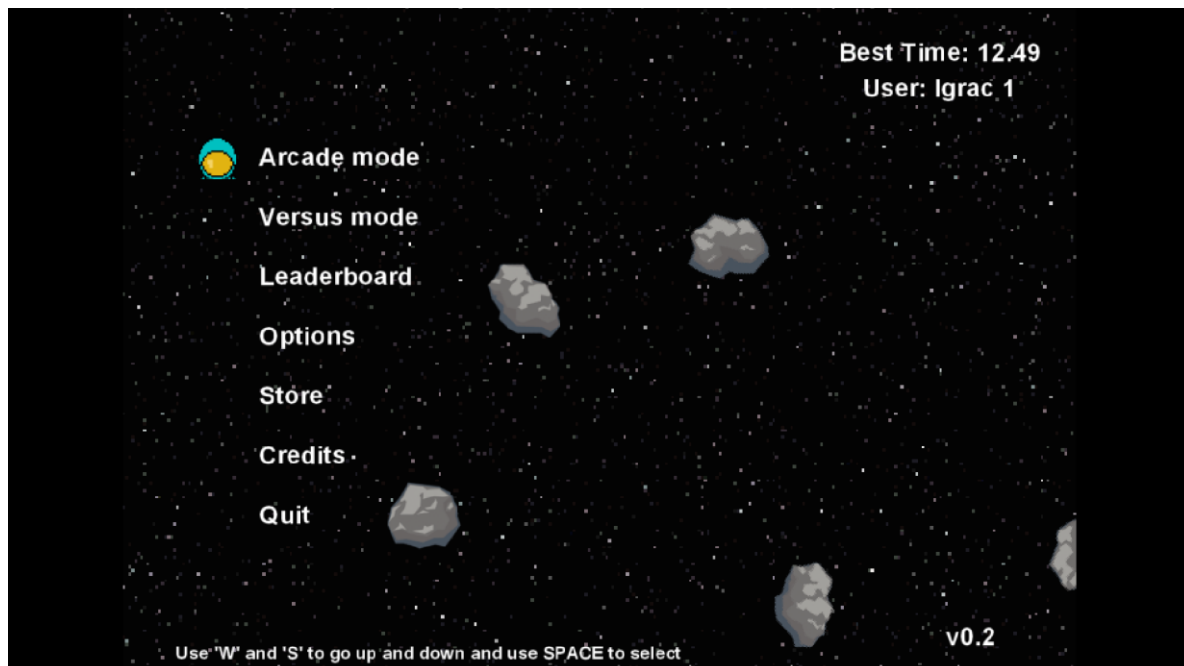 Best Time: 12.49
User: Igrac 1
Arcade mode
Versus mode
Leaderboard
Options
Store
Credits
Quit
v0.2
Use 'W' and 'S' to go up and down and use SPACE to select